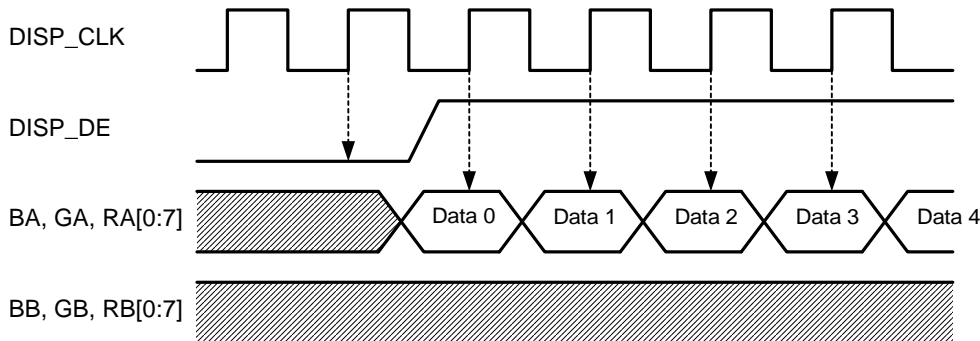 DISP_CLK
DISP_DE
BA, GA, RA[0:7] Data 0 Data 1 Data 2 Data 3 Data 4
BB, GB, RB[0:7]